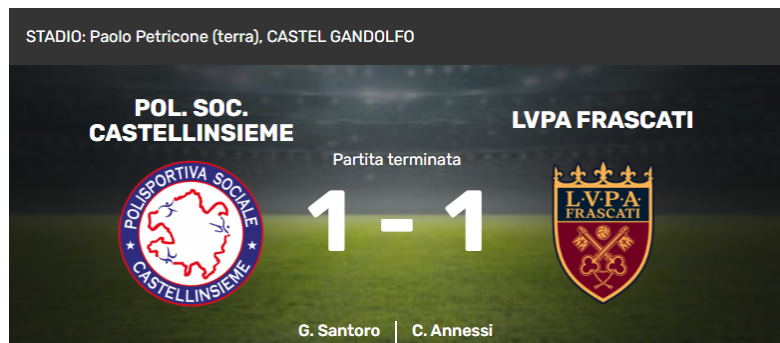 STADIO: Paolo Petricone (terra), CASTEL GANDOLFO
POL. SOC.
CASTELLINSIEME
LVPA FRASCATI
Partita terminata
1 - 1
POLISPORTIVA SOCIALE
CASTELLINSIEME
L·V·P·A
FRASCATI
G. Santoro
C. Annessi